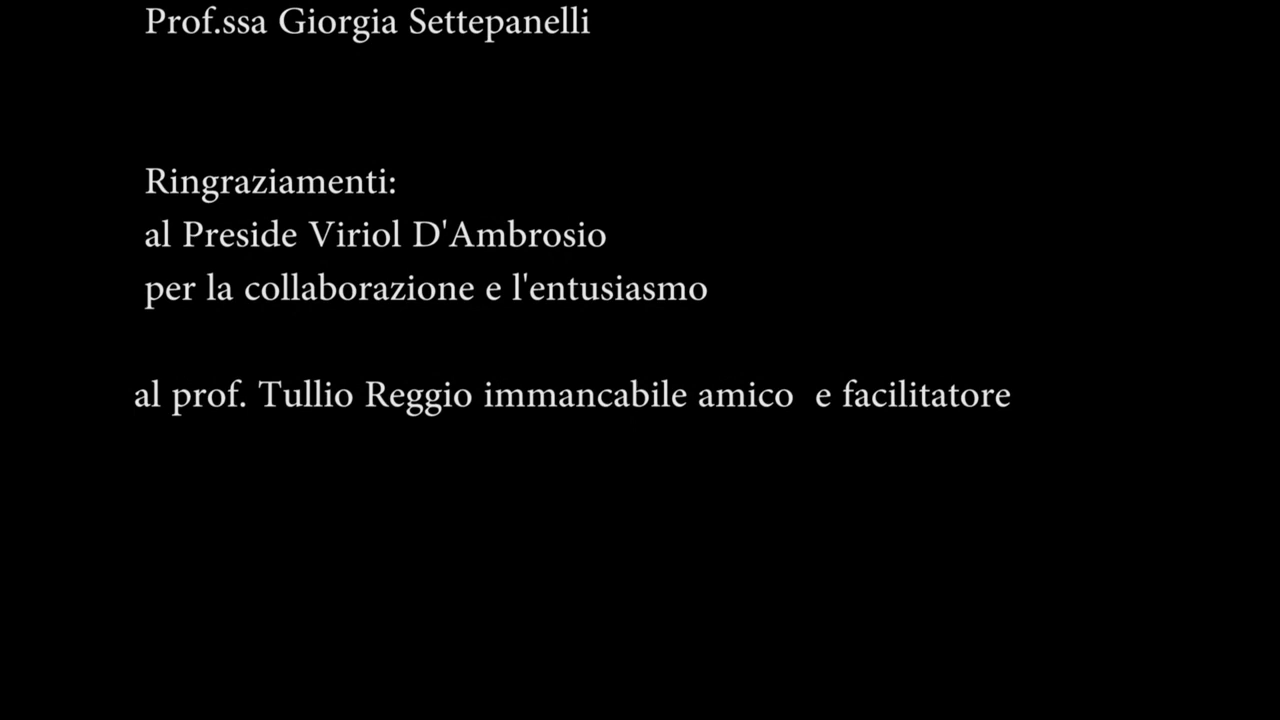 Prof.ssa Giorgia Settepanelli
Ringraziamenti:
al Preside Viriol D'Ambrosio
per la collaborazione e l'entusiasmo
al prof. Tullio Reggio immancabile amico  e facilitatore